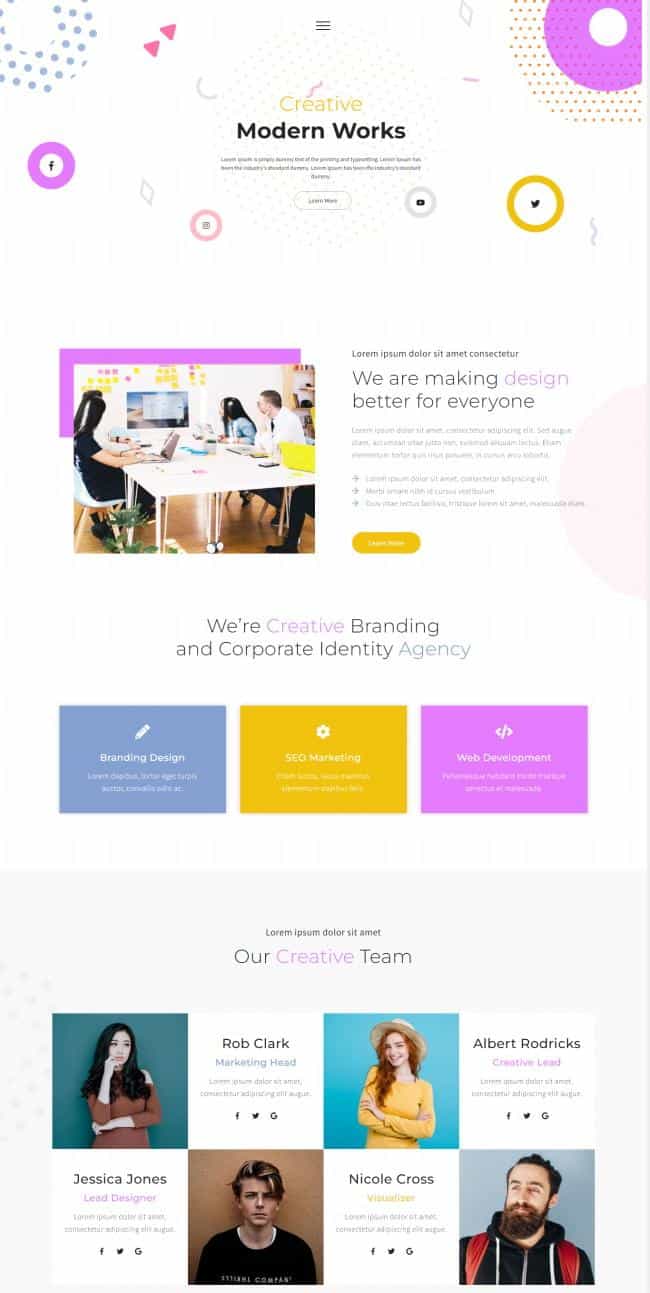 Creative
Modern Works
Lorem ipsum is simply dummy text of the printing and typesetting. Lorem Ipsum has
been the industry's standard dummy. Lorem Ipsum has been the industry's standard
dummy.
Learn More
Lorem ipsum dolor sit amet consectetur
We are making design
better for everyone
Lorem ipsum dolor sit amet, consectetur adipiscing elit. Sed augue
diam, accumsan vitae justo non, euismod aliquam lectus. Etiam
elementum tortor quis risus posuere, in cursus arcu lobortis.
Lorem ipsum dolor sit amet, consectetur adipiscing elit.
Morbi ornare nibh id cursus vestibulum
Duis vitae lectus facilisis, tristique lorem sit amet, malesuada diam.
Learn More
We're Creative Branding
and Corporate Identity Agency
Branding Design
Lorem dapibus, tortor eget turpis
auctor, convallis odio ac.
SEO Marketing
Etiam luctus, lacus maximus
elementum dapibus felis
Web Development
Pellentesque habitant morbi tristique
senectus et malesuada
Lorem ipsum dolor sit amet
Our Creative Team
Rob Clark
Marketing Head
Lorem ipsum dolor sit amet,
consectetur adipiscing elit augue.
Albert Rodricks
Creative Lead
Lorem ipsum dolor sit amet,
consectetur adipiscing elit augue.
Jessica Jones
Lead Designer
Lorem ipsum dolor sit amet,
consectetur adipiscing elit augue.
Nicole Cross
Visualiser
Lorem ipsum dolor sit amet,
consectetur adipiscing elit augue.